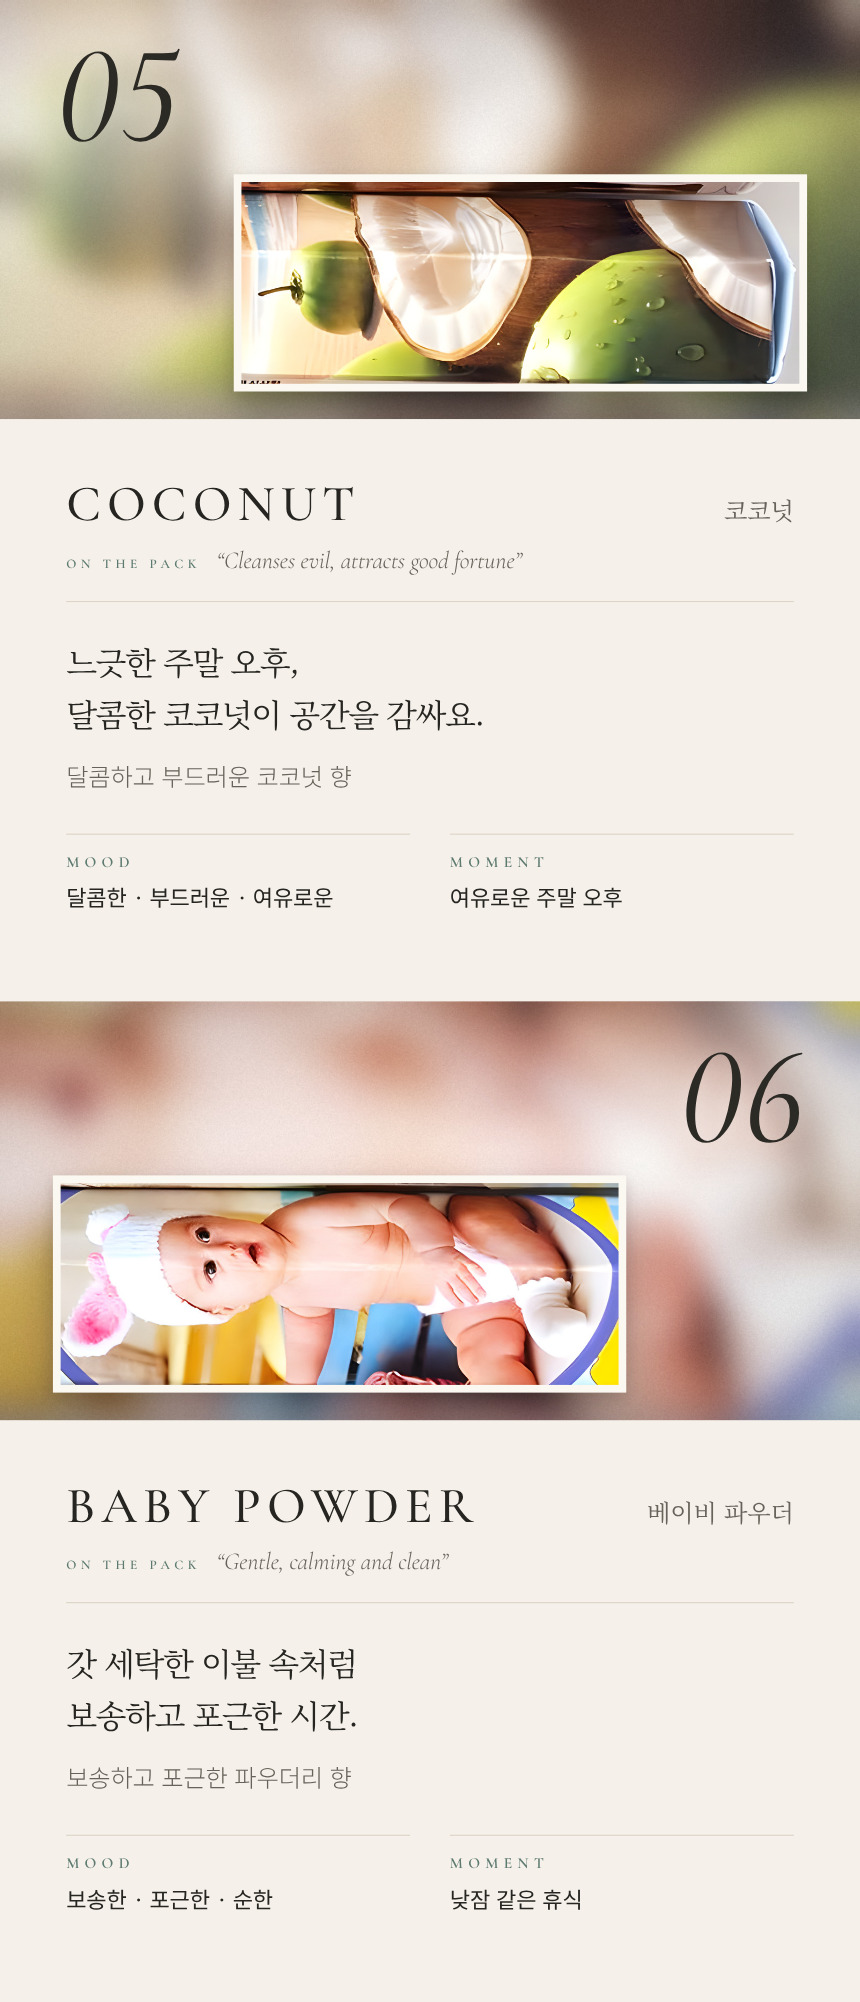 05
COCONUT
코코넛
ON THE PACK “Cleanses evil, attracts good fortune”
느긋한 주말 오후,
달콤한 코코넛이 공간을 감싸요.
달콤하고 부드러운 코코넛 향
MOOD
달콤한 · 부드러운 · 여유로운
MOMENT
여유로운 주말 오후
06
BABY POWDER
베이비 파우더
ON THE PACK “Gentle, calming and clean”
갓 세탁한 이불 속처럼
보송하고 포근한 시간.
보송하고 포근한 파우더리 향
MOOD
보송한 · 포근한 · 순한
MOMENT
낮잠 같은 휴식